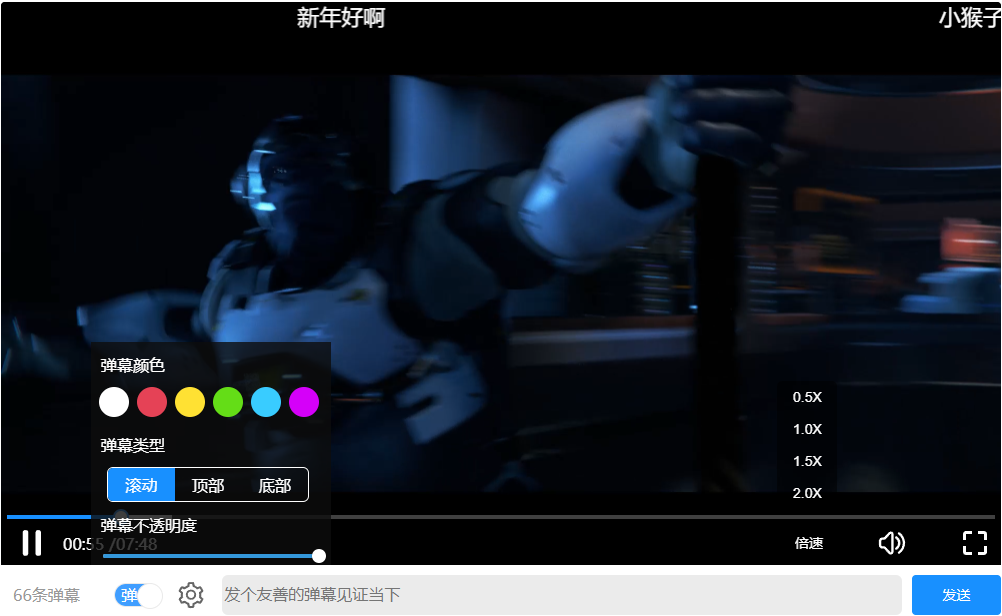 新年好啊
小猴子
弹幕颜色
弹幕类型
滚动 顶部 底部
弹幕不透明度
0.5X
1.0X
1.5X
2.0X
00:55 /07:48
倍速
66条弹幕
弹
发个友善的弹幕见证当下
发送